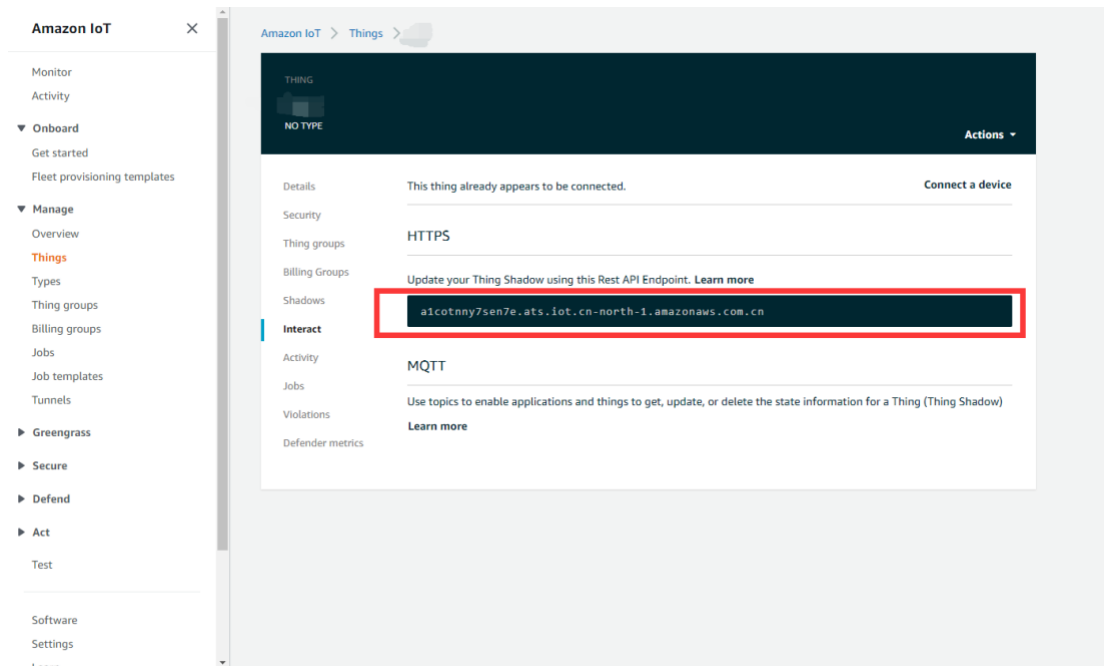 Amazon IoT
Monitor
Activity
Onboard
Get started
Fleet provisioning templates
Manage
Overview
Things
Types
Thing groups
Billing groups
Jobs
Job templates
Tunnels
Greengrass
Secure
Defend
Act
Test
Software
Settings
Amazon IoT > Things >
THING
NO TYPE
Actions
Details
Security
Thing groups
Billing Groups
Shadows
Interact
Activity
Jobs
Violations
Defender metrics
This thing already appears to be connected.
Connect a device
HTTPS
Update your Thing Shadow using this Rest API Endpoint. Learn more
a1cotnny7sen7e.ats.iot.cn-north-1.amazonaws.com.cn
MQTT
Use topics to enable applications and things to get, update, or delete the state information for a Thing (Thing Shadow)
Learn more